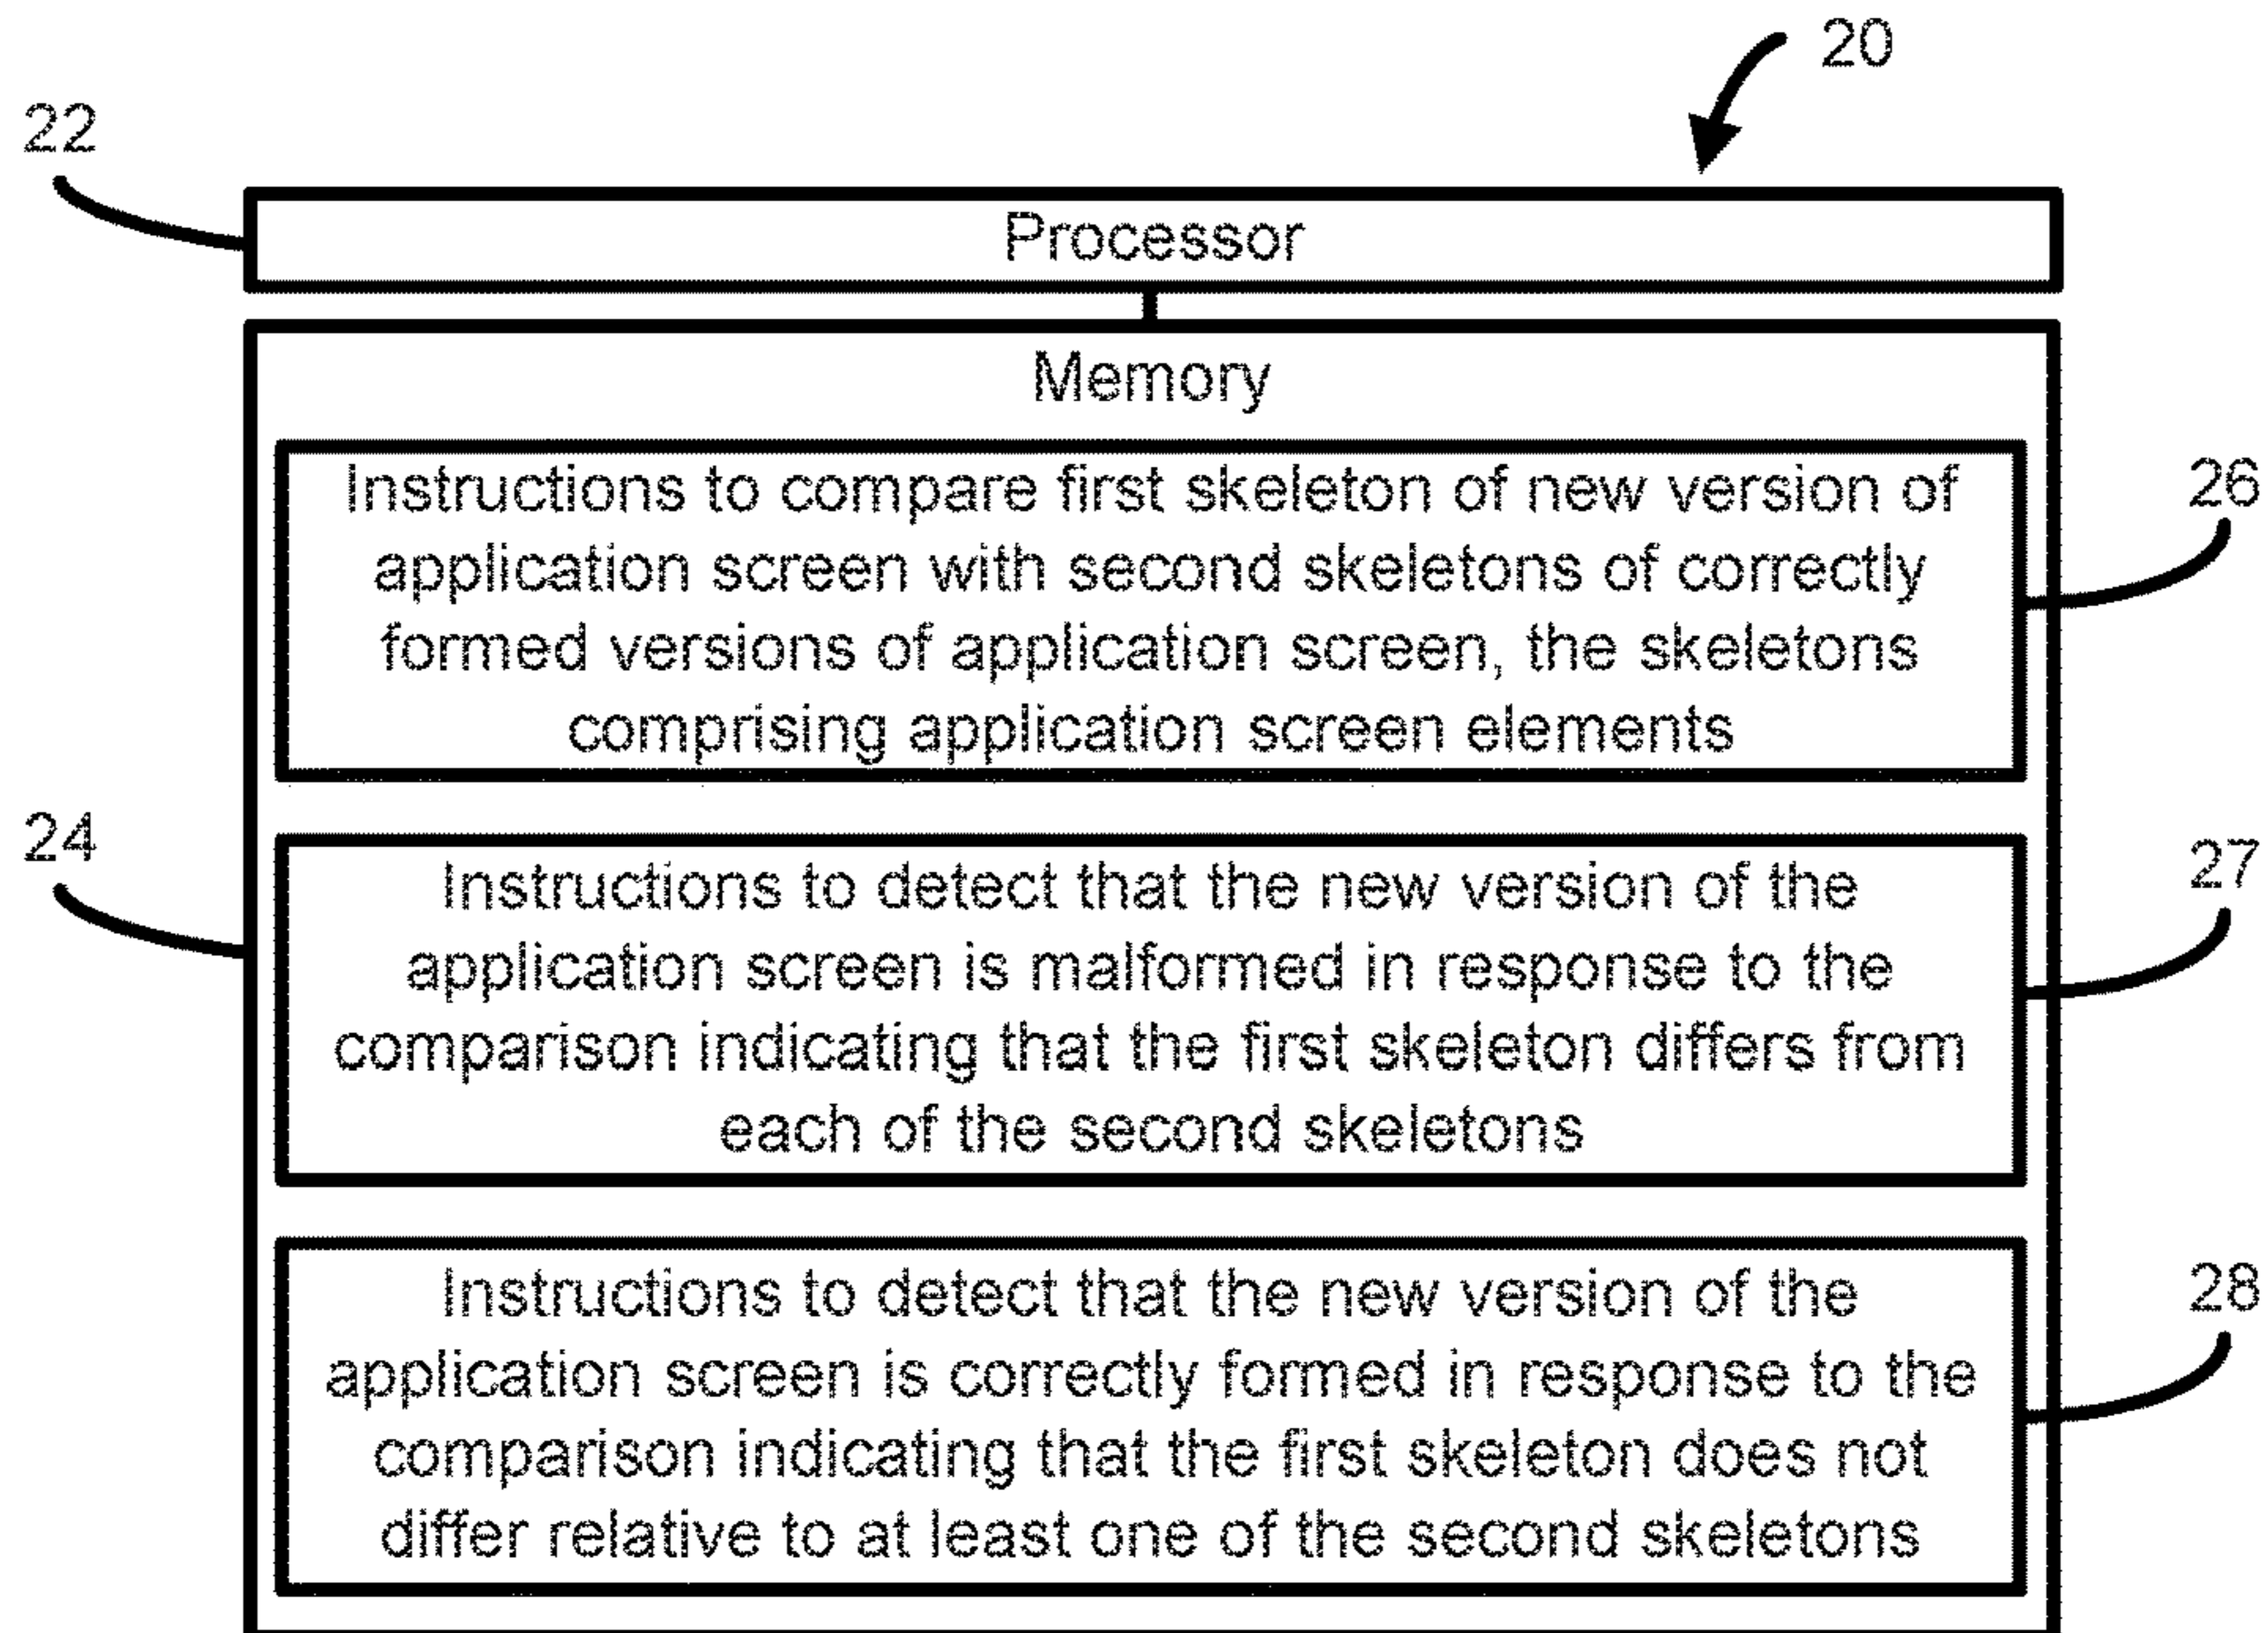 20
22
Processor
Memory
Instructions to compare first skeleton of new version of
application screen with second skeletons of correctly
formed versions of application screen, the skeletons
comprising application screen elements
26
24
Instructions to detect that the new version of the
application screen is malformed in response to the
comparison indicating that the first skeleton differs from
each of the second skeletons
27
Instructions to detect that the new version of the
application screen is correctly formed in response to the
comparison indicating that the first skeleton does not
differ relative to at least one of the second skeletons
28